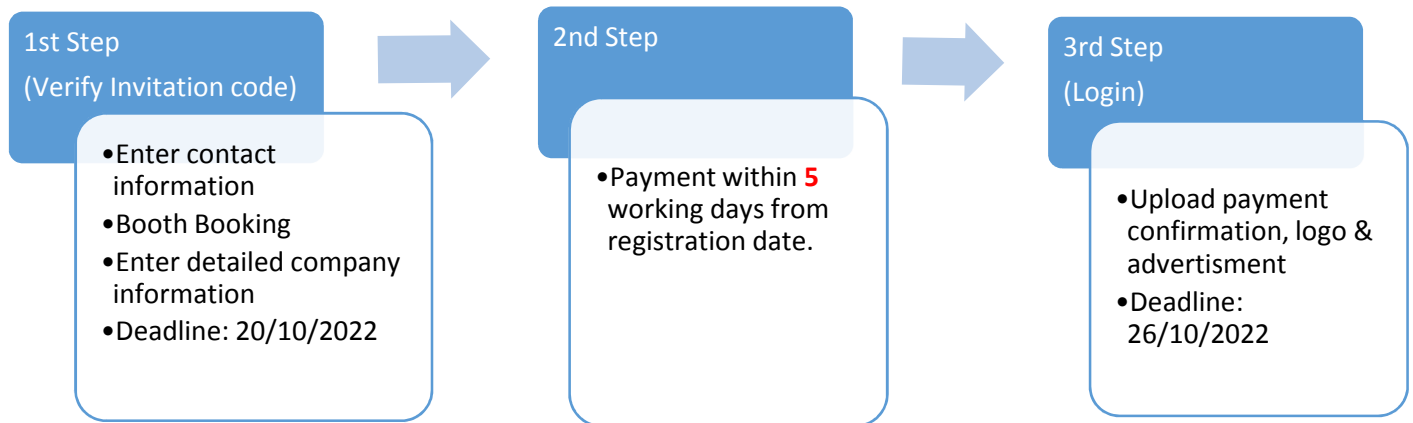 1st Step
(Verify Invitation code)
•Enter contact
information
•Booth Booking
•Enter detailed company
information
•Deadline: 20/10/2022
2nd Step
•Payment within 5
working days from
registration date.
3rd Step
(Login)
•Upload payment
confirmation, logo &
advertisment
•Deadline:
26/10/2022